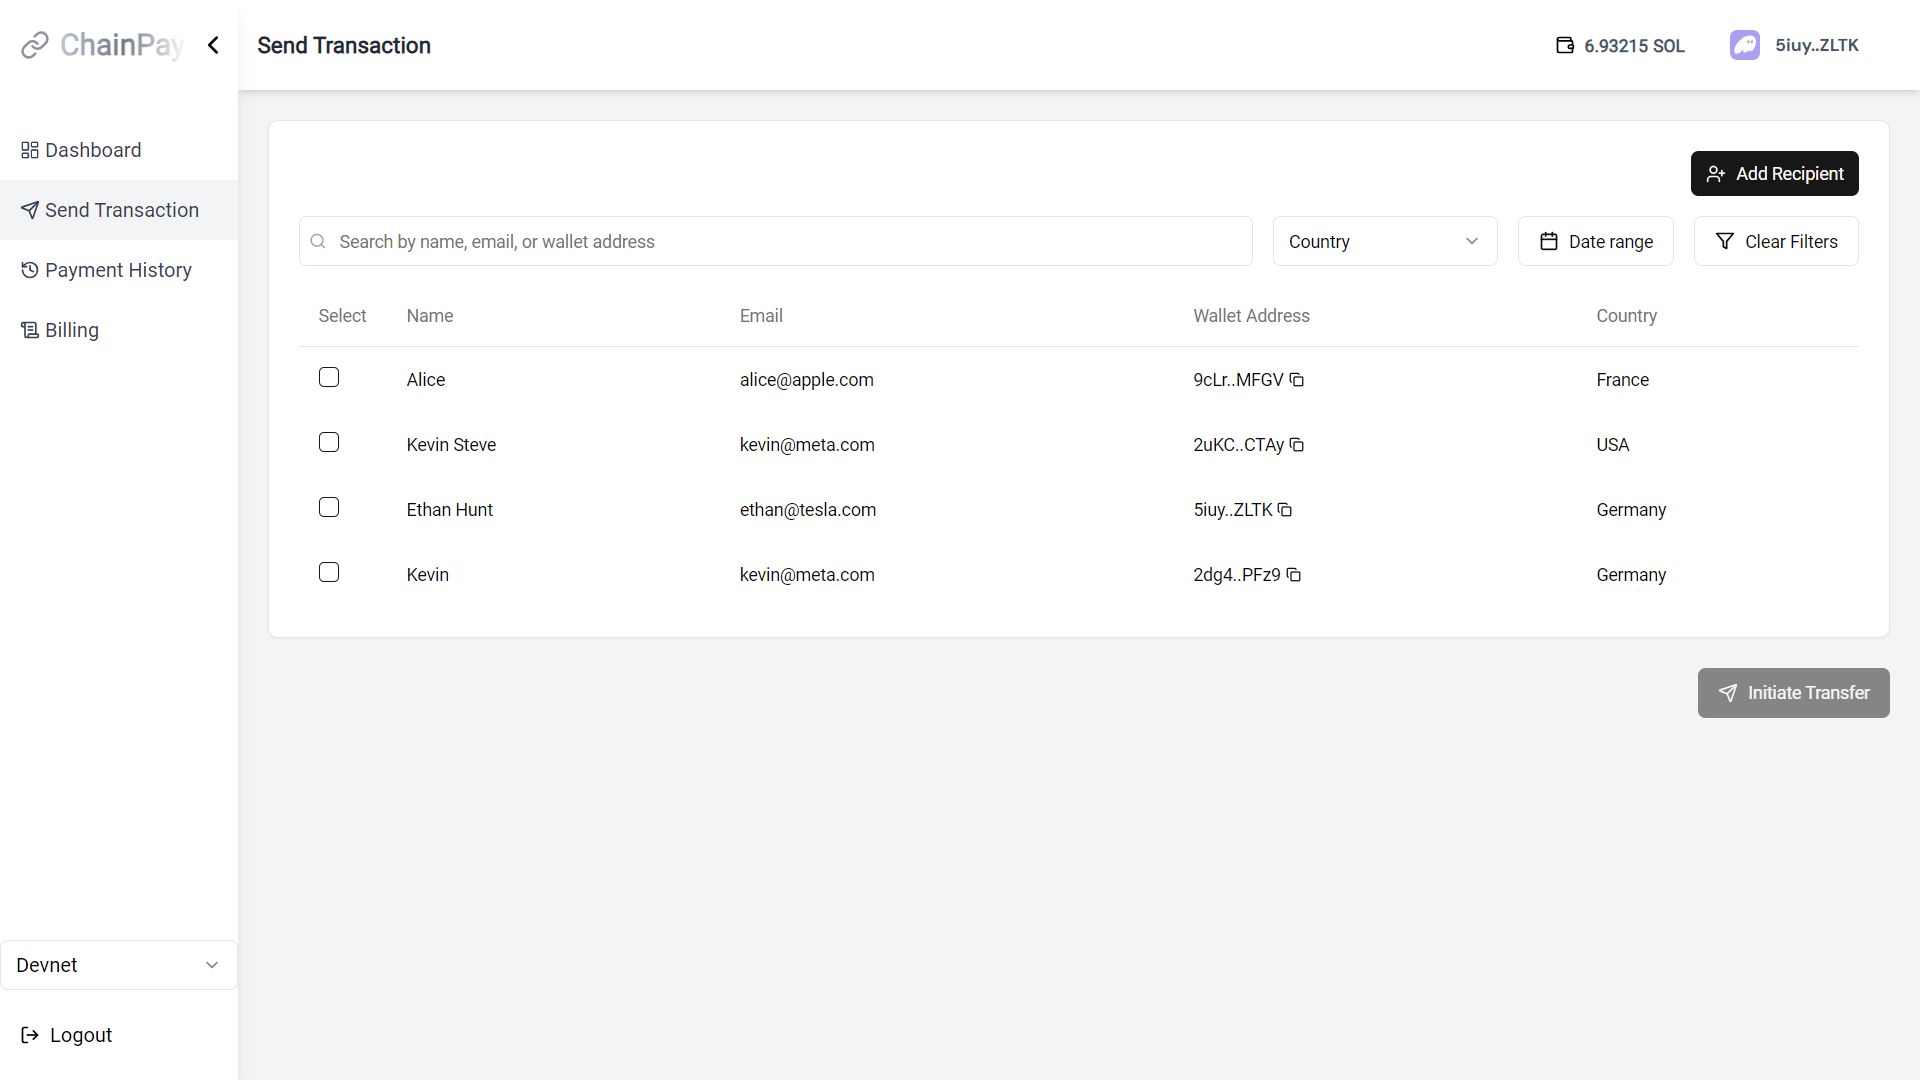 ChainPay
Send Transaction
6.93215 SOL
5iuy..ZLTK
Dashboard
Send Transaction
Payment History
Billing
Add Recipient
Search by name, email, or wallet address
Country
Date range
Clear Filters
Select Name Email Wallet Address Country
Alice alice@apple.com 9cLr..MFGV France
Kevin Steve kevin@meta.com 2uKC..CTAy USA
Ethan Hunt ethan@tesla.com 5iuy..ZLTK Germany
Kevin kevin@meta.com 2dg4..PFz9 Germany
Initiate Transfer
Devnet
Logout